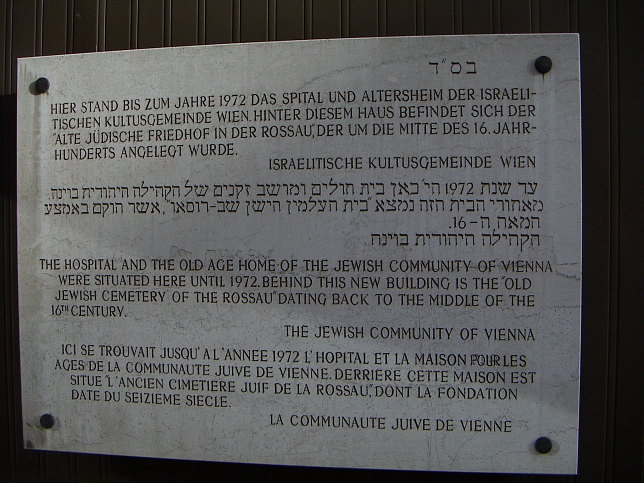 בס"ד
HIER STAND BIS ZUM JAHRE 1972 DAS SPITAL UND ALTERSHEIM DER ISRAELI-
TISCHEN KULTUSGEMEINDE WIEN. HINTER DIESEM HAUS BEFINDET SICH DER
"ALTE JÜDISCHE FRIEDHOF IN DER ROSSAU", DER UM DIE MITTE DES 16. JAHR-
HUNDERTS ANGELEGT WURDE.
ISRAELITISCHE KULTUSGEMEINDE WIEN
עד שנת 1972 הי' כאן בית חולים ומושב זקנים של הקהילה היהודית בוינה.
מאחורי הבית הזה נמצא "בית העלמין הישן שב-רוסאו", אשר הוקם באמצע
המאה ה-16.
הקהילה היהודית בוינה
THE HOSPITAL AND THE OLD AGE HOME OF THE JEWISH COMMUNITY OF VIENNA
WERE SITUATED HERE UNTIL 1972. BEHIND THIS NEW BUILDING IS THE "OLD
JEWISH CEMETERY OF THE ROSSAU" DATING BACK TO THE MIDDLE OF THE
16TH CENTURY.
THE JEWISH COMMUNITY OF VIENNA
ICI SE TROUVAIT JUSQU' A L'ANNEE 1972 L'HOPITAL ET LA MAISON POUR LES
AGES DE LA COMMUNAUTE JUIVE DE VIENNE. DERRIERE CETTE MAISON EST
SITUE "L'ANCIEN CIMETIERE JUIF DE LA ROSSAU", DONT LA FONDATION
DATE DU SEIZIEME SIECLE.
LA COMMUNAUTE JUIVE DE VIENNE